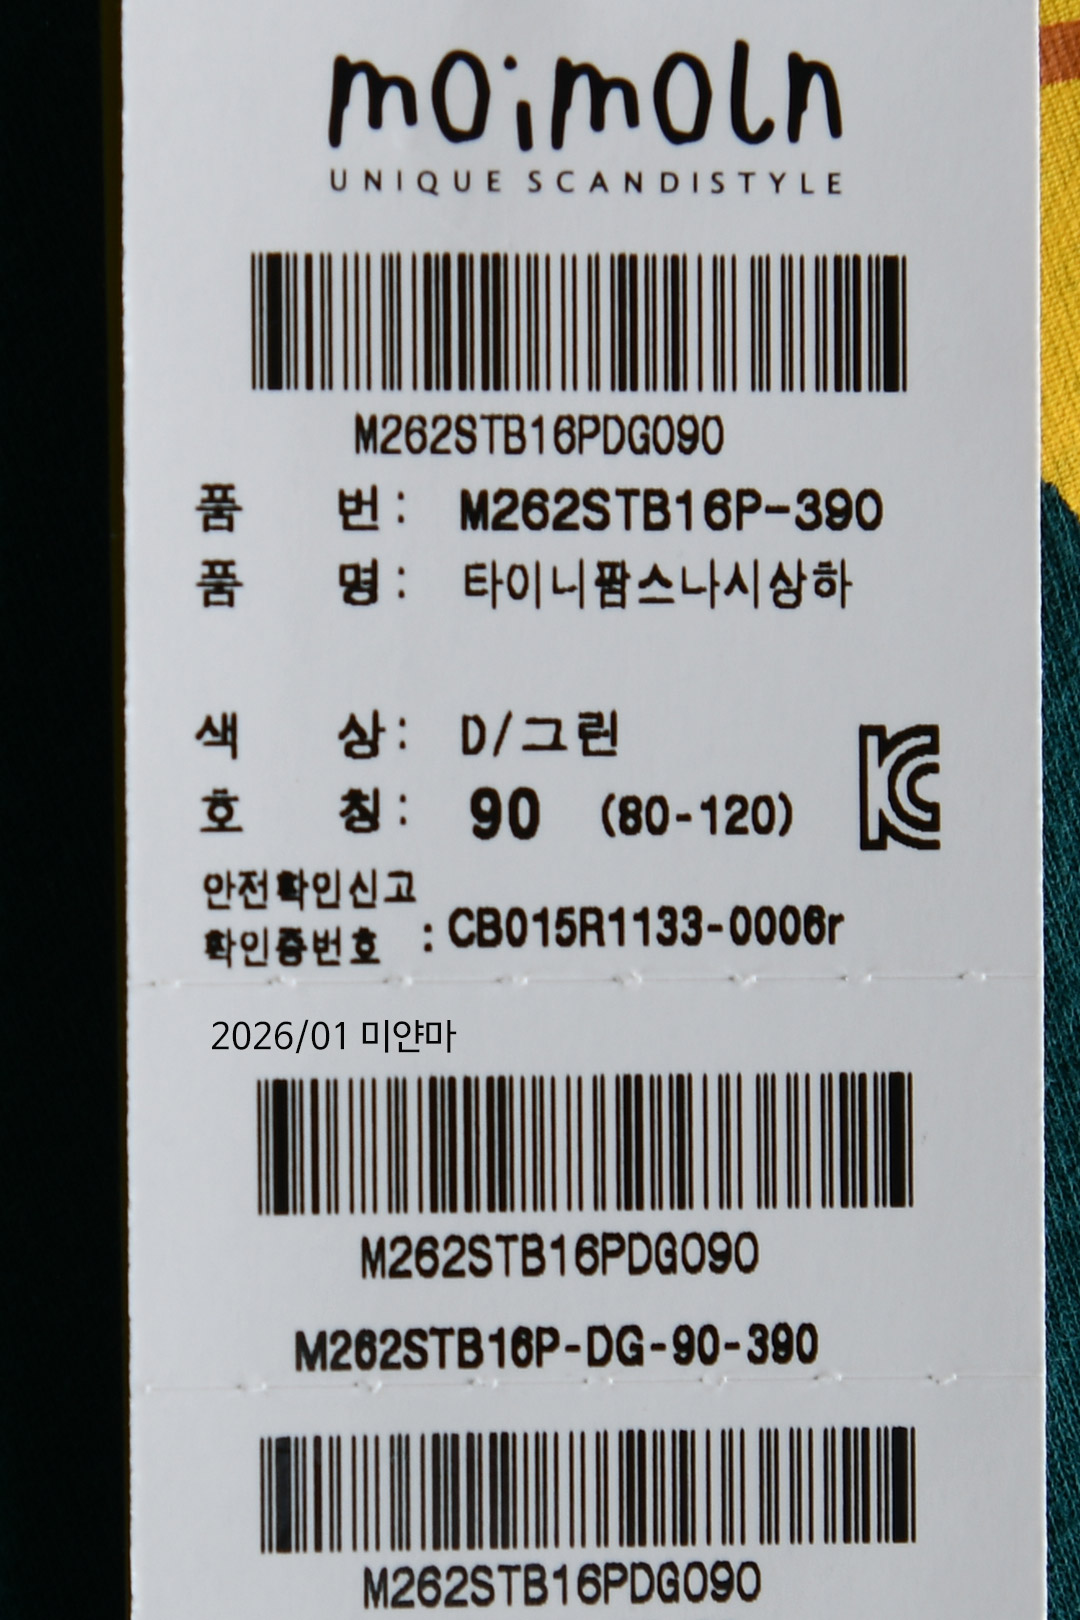 moimoln
UNIQUE SCANDISTYLE
M262STB16PDG090
품 번 : M262STB16P-390
품 명 : 타이니팜스나시상하
색 상 : D/그린
호 칭 : 90 (80-120)
KC
안전확인신고
확인증번호 : CB015R1133-0006r
2026/01 미얀마
M262STB16PDG090
M262STB16P-DG-90-390
M262STB16PDG090